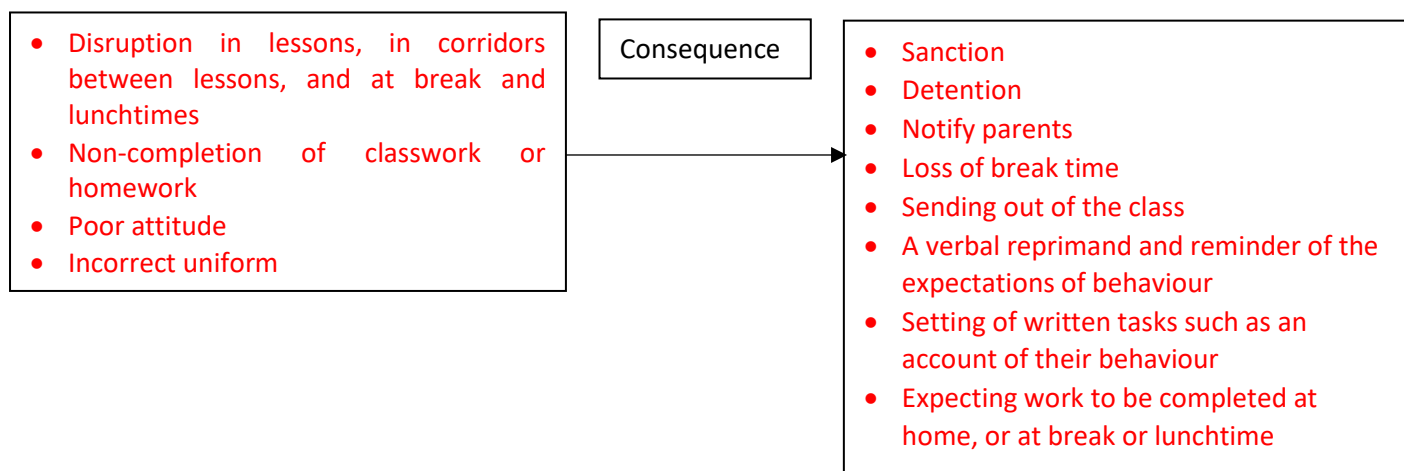 • Disruption in lessons, in corridors
between lessons, and at break and
lunchtimes
• Non-completion of classwork or
homework
• Poor attitude
• Incorrect uniform
Consequence
• Sanction
• Detention
• Notify parents
• Loss of break time
• Sending out of the class
• A verbal reprimand and reminder of the
expectations of behaviour
• Setting of written tasks such as an
account of their behaviour
• Expecting work to be completed at
home, or at break or lunchtime